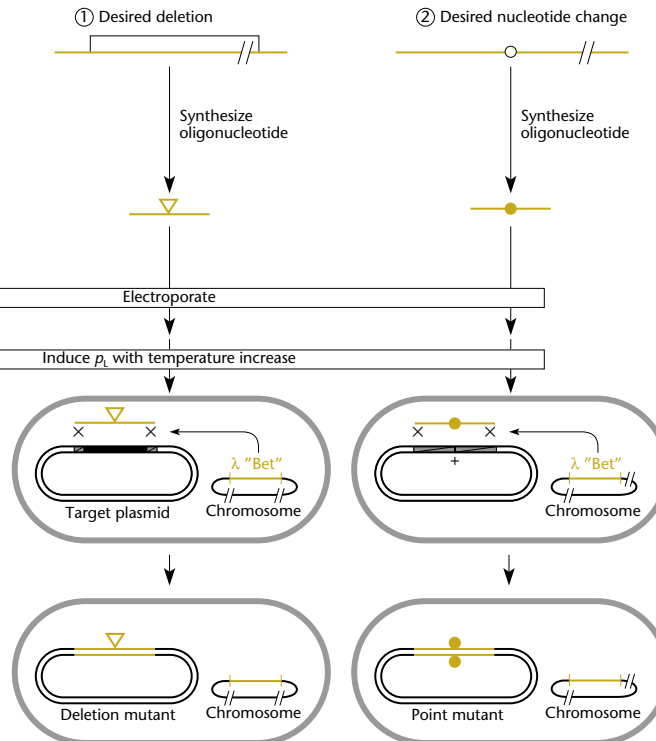 ① Desired deletion
② Desired nucleotide change
Synthesize
oligonucleotide
Synthesize
oligonucleotide
Electroporate
Induce pL with temperature increase
λ "Bet"
Target plasmid
Chromosome
+
λ "Bet"
Chromosome
Deletion mutant
Chromosome
Point mutant
Chromosome